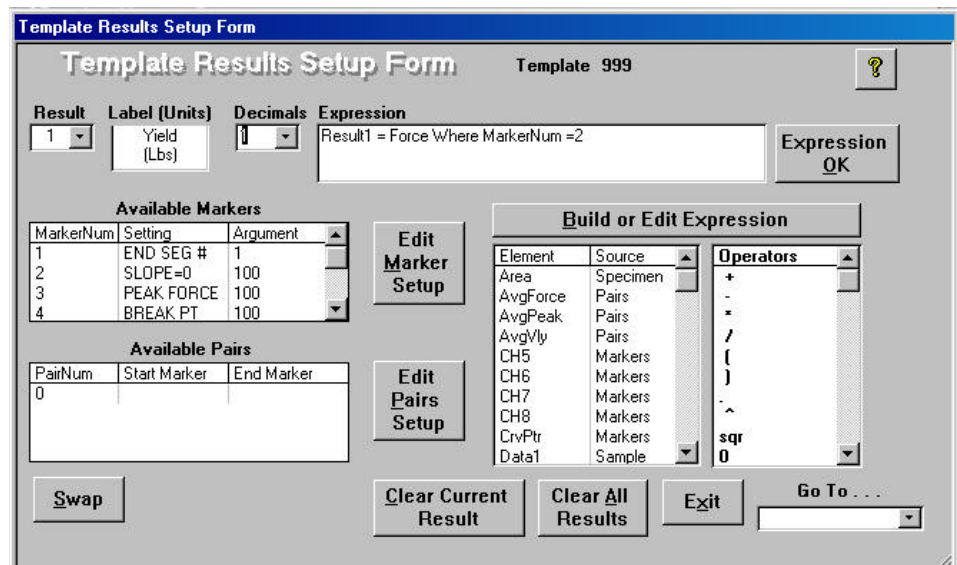 Template Results Setup Form
Template Results Setup Form
Template 999
?
Result Label (Units) Decimals Expression
1 Yield
(Lbs)
1
Result1 = Force Where MarkerNum =2
Expression
OK
Available Markers
MarkerNum Setting Argument
1 END SEG # 1
2 SLOPE=0 100
3 PEAK FORCE 100
4 BREAK PT 100
Edit
Marker
Setup
Available Pairs
PairNum Start Marker End Marker
0
Edit
Pairs
Setup
Build or Edit Expression
Element Source
Area Specimen
AvgForce Pairs
AvgPeak Pairs
AvgVly Pairs
CH5 Markers
CH6 Markers
CH7 Markers
CH8 Markers
CrvPtr Markers
Data1 Sample
Operators
+
-
*
/
(
)
.
^
sqr
0
Swap
Clear Current
Result
Clear All
Results
Exit
Go To . . .